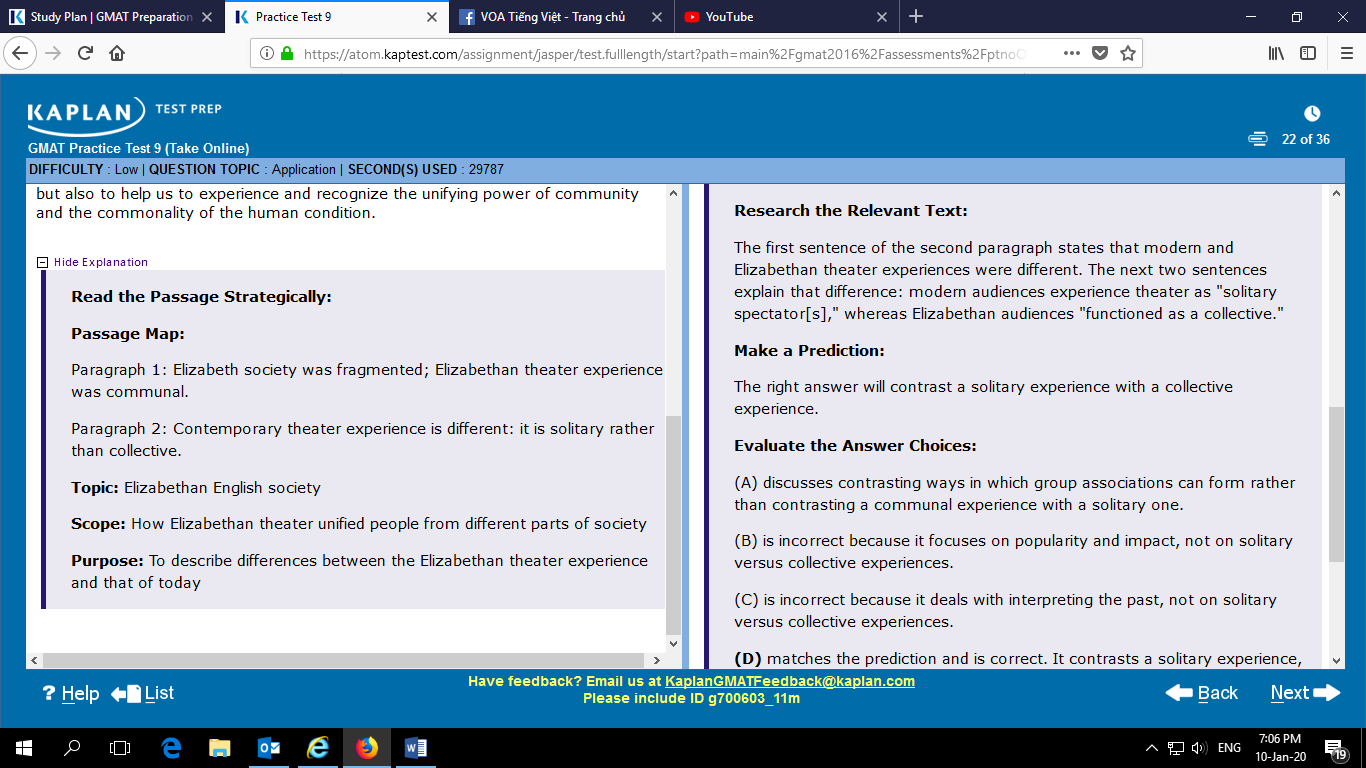 Study Plan | GMAT Preparation
Practice Test 9
VOA Tiếng Việt - Trang chủ
YouTube
https://atom.kaptest.com/assignment/jasper/test.fulllength/start?path=main%2Fgmat2016%2Fassessments%2Fptno
KAPLAN TEST PREP
GMAT Practice Test 9 (Take Online)
22 of 36
DIFFICULTY : Low | QUESTION TOPIC : Application | SECOND(S) USED : 29787
but also to help us to experience and recognize the unifying power of community
and the commonality of the human condition.
Hide Explanation
Read the Passage Strategically:
Passage Map:
Paragraph 1: Elizabeth society was fragmented; Elizabethan theater experience
was communal.
Paragraph 2: Contemporary theater experience is different: it is solitary rather
than collective.
Topic: Elizabethan English society
Scope: How Elizabethan theater unified people from different parts of society
Purpose: To describe differences between the Elizabethan theater experience
and that of today
Research the Relevant Text:
The first sentence of the second paragraph states that modern and
Elizabethan theater experiences were different. The next two sentences
explain that difference: modern audiences experience theater as "solitary
spectator[s]," whereas Elizabethan audiences "functioned as a collective."
Make a Prediction:
The right answer will contrast a solitary experience with a collective
experience.
Evaluate the Answer Choices:
(A) discusses contrasting ways in which group associations can form rather
than contrasting a communal experience with a solitary one.
(B) is incorrect because it focuses on popularity and impact, not on solitary
versus collective experiences.
(C) is incorrect because it deals with interpreting the past, not on solitary
versus collective experiences.
(D) matches the prediction and is correct. It contrasts a solitary experience,
? Help
List
Have feedback? Email us at KaplanGMATFeedback@kaplan.com
Please include ID g700603_11m
Back
Next
ENG
7:06 PM
10-Jan-20
19